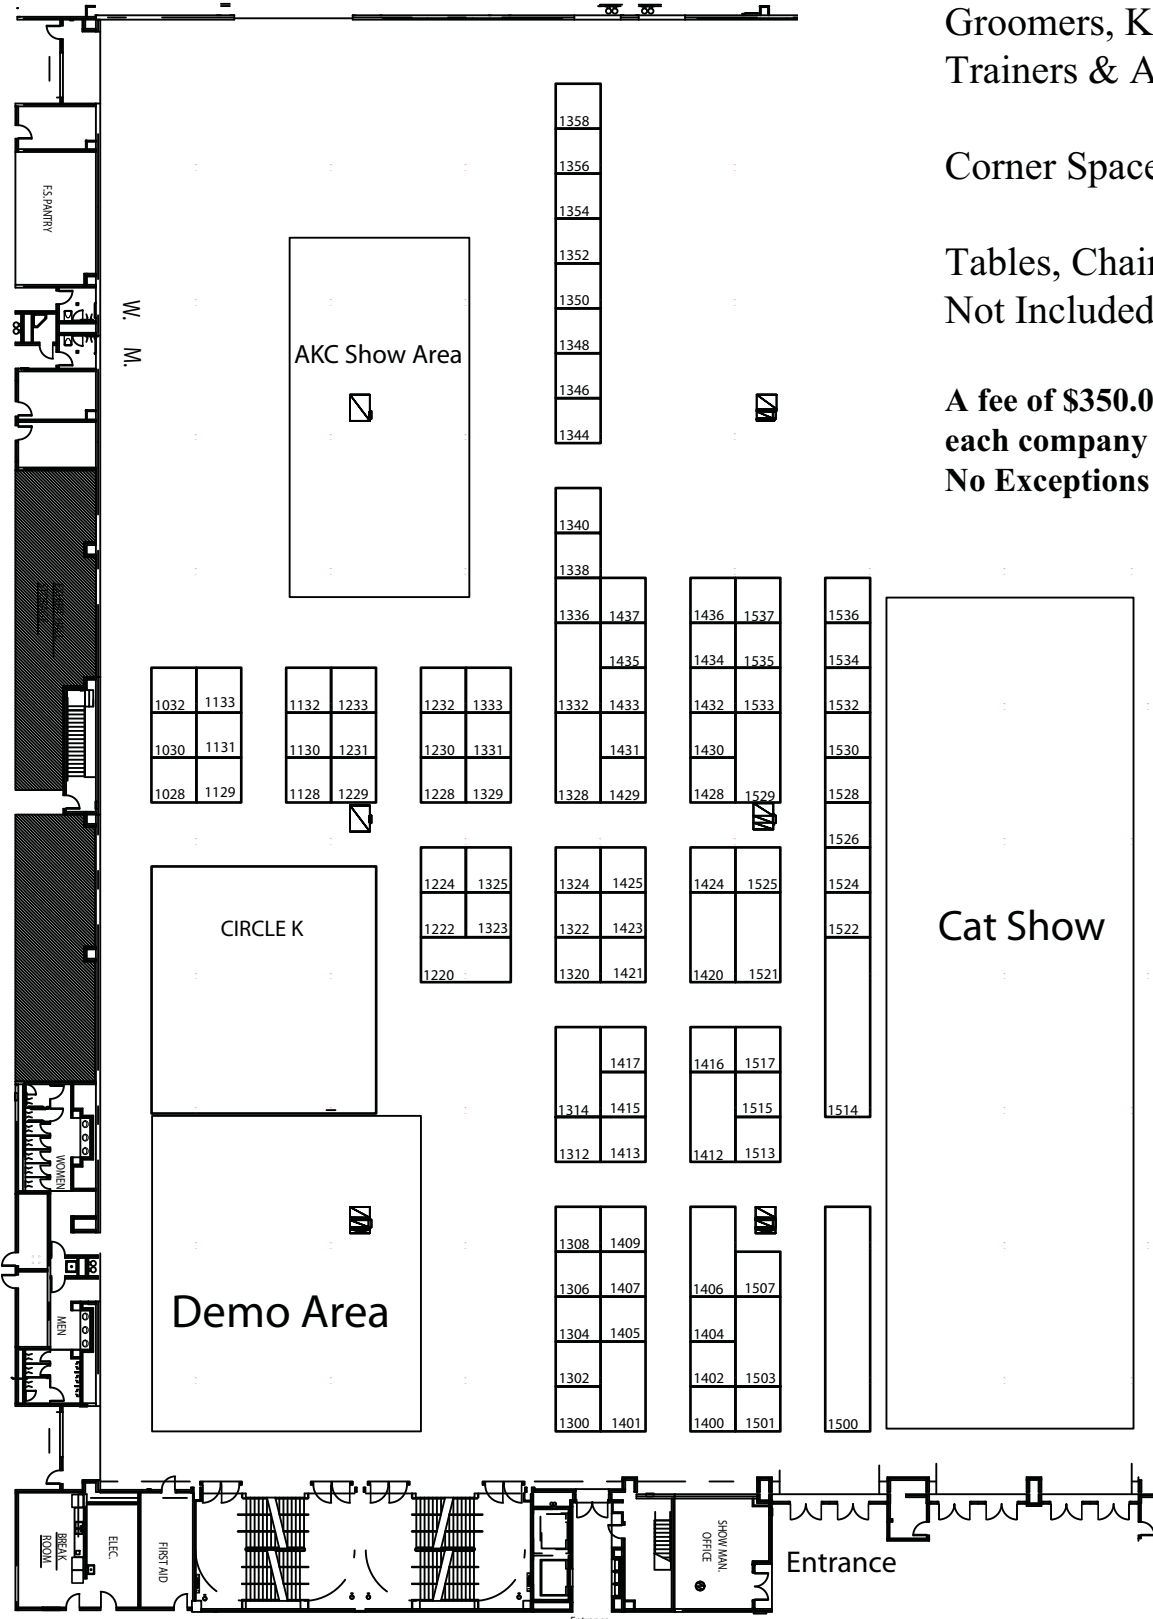 Groomers, K
Trainers & A
Corner Space
Tables, Chair
Not Included
A fee of $350.0
each company
No Exceptions
F.S.PANTRY
W. M.
AKC Show Area
1358
1356
1354
1352
1350
1348
1346
1344
1340
1338
1336 1437 1436 1537 1536
1435 1434 1535 1534
1032 1133 1132 1233 1232 1333 1332 1433 1432 1533 1532
1030 1131 1130 1231 1230 1331 1431 1430 1530
1028 1129 1128 1229 1228 1329 1328 1429 1428 1529 1528
1526
1224 1325 1324 1425 1424 1525 1524
CIRCLE K
1222 1323 1322 1423 1522
Cat Show
1220 1320 1421 1420 1521
1417 1416 1517
1314 1415 1515 1514
1312 1413 1412 1513
WOMEN
1308 1409
1306 1407 1406 1507
Demo Area
MEN
1304 1405 1404
1302 1402 1503
1300 1401 1400 1501 1500
BREAK
ROOM
ELEC.
FIRST AID
SHOW MAN.
OFFICE
Entrance
Entrance